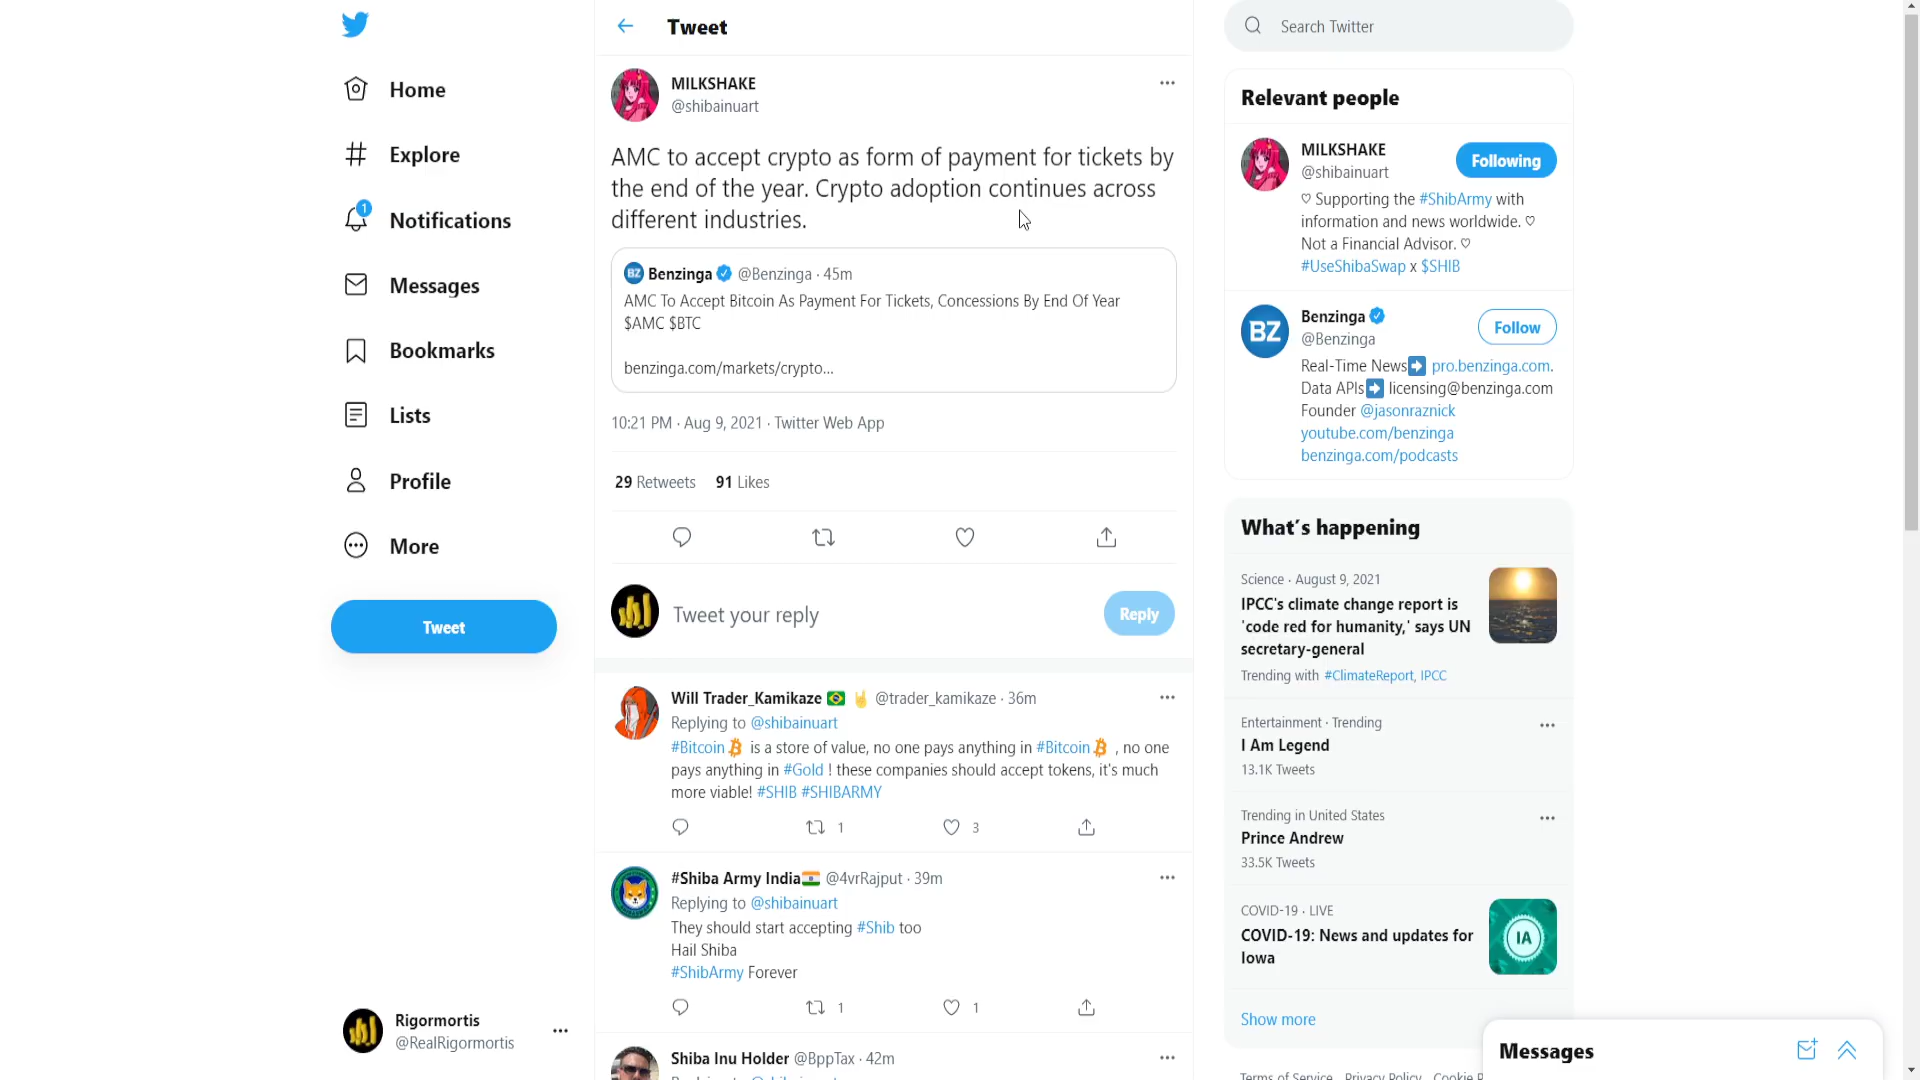 Home
Explore
1
Notifications
Messages
Bookmarks
Lists
Profile
More
Tweet
Rigormortis
@RealRigormortis
Tweet
MILKSHAKE
@shibainuart
AMC to accept crypto as form of payment for tickets by
the end of the year. Crypto adoption continues across
different industries.
BZ Benzinga @Benzinga · 45m
AMC To Accept Bitcoin As Payment For Tickets, Concessions By End Of Year
$AMC $BTC
benzinga.com/markets/crypto...
10:21 PM · Aug 9, 2021 · Twitter Web App
29 Retweets 91 Likes
Tweet your reply
Reply
Will Trader_Kamikaze 🇧🇷 🤘 @trader_kamikaze · 36m
Replying to @shibainuart
#Bitcoin is a store of value, no one pays anything in #Bitcoin , no one
pays anything in #Gold ! these companies should accept tokens, it's much
more viable! #SHIB #SHIBARMY
1 3
#Shiba Army India🇮🇳 @4vrRajput · 39m
Replying to @shibainuart
They should start accepting #Shib too
Hail Shiba
#ShibArmy Forever
1 1
Shiba Inu Holder @BppTax · 42m
Search Twitter
Relevant people
MILKSHAKE
@shibainuart
Following
♡ Supporting the #ShibArmy with
information and news worldwide. ♡
Not a Financial Advisor. ♡
#UseShibaSwap x $SHIB
BZ
Benzinga
@Benzinga
Follow
Real-Time News➡ pro.benzinga.com.
Data APIs➡ licensing@benzinga.com
Founder @jasonraznick
youtube.com/benzinga
benzinga.com/podcasts
What's happening
Science · August 9, 2021
IPCC's climate change report is
'code red for humanity,' says UN
secretary-general
Trending with #ClimateReport, IPCC
Entertainment · Trending
I Am Legend
13.1K Tweets
Trending in United States
Prince Andrew
33.5K Tweets
COVID-19 · LIVE
COVID-19: News and updates for
Iowa
IA
Show more
Terms of Service Privacy Policy Cookie
Messages